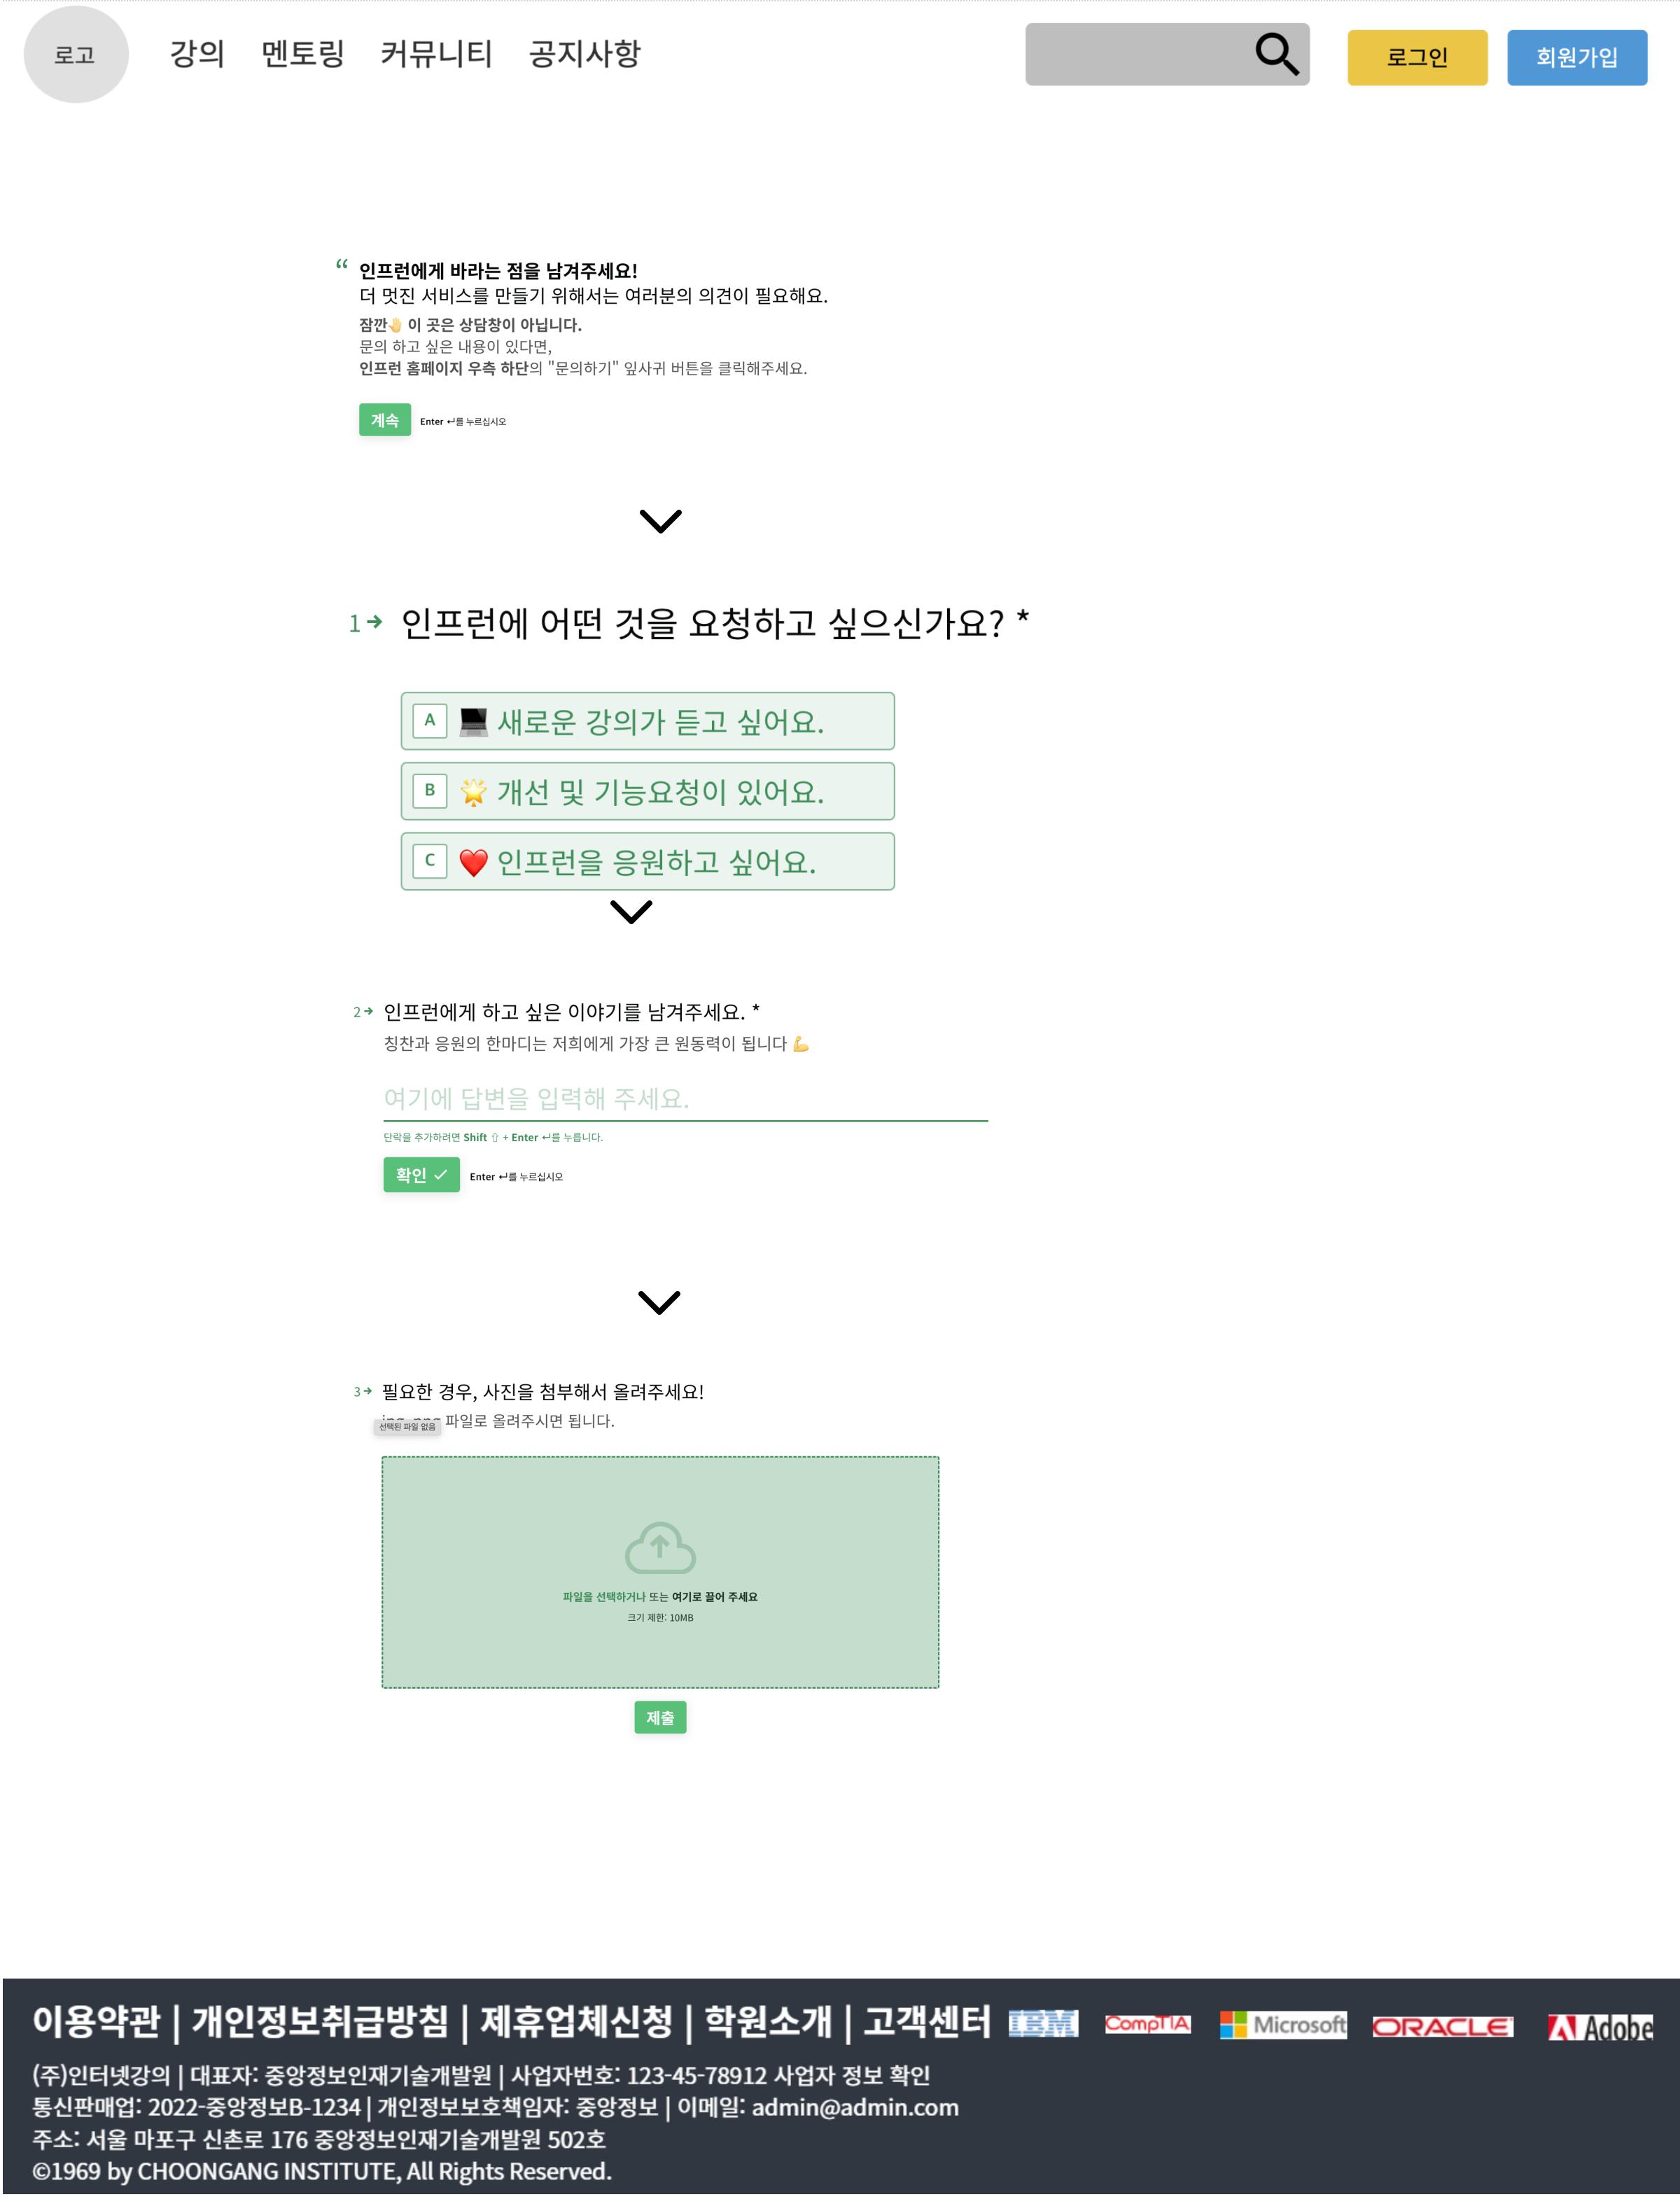 로고 강의 멘토링 커뮤니티 공지사항 로그인 회원가입
“ 인프런에게 바라는 점을 남겨주세요!
더 멋진 서비스를 만들기 위해서는 여러분의 의견이 필요해요.
잠깐🤚 이 곳은 상담창이 아닙니다.
문의 하고 싶은 내용이 있다면,
인프런 홈페이지 우측 하단의 "문의하기" 잎사귀 버튼을 클릭해주세요.
계속 Enter ↵를 누르십시오
1➔ 인프런에 어떤 것을 요청하고 싶으신가요? *
A 💻 새로운 강의가 듣고 싶어요.
B 🌟 개선 및 기능요청이 있어요.
C ❤️ 인프런을 응원하고 싶어요.
2➔ 인프런에게 하고 싶은 이야기를 남겨주세요. *
칭찬과 응원의 한마디는 저희에게 가장 큰 원동력이 됩니다 💪
여기에 답변을 입력해 주세요.
단락을 추가하려면 Shift ⇧ + Enter ↵를 누릅니다.
확인 ✓ Enter ↵를 누르십시오
3➔ 필요한 경우, 사진을 첨부해서 올려주세요!
파일로 올려주시면 됩니다.
선택된 파일 없음
파일을 선택하거나 또는 여기로 끌어 주세요
크기 제한: 10MB
제출
이용약관 | 개인정보취급방침 | 제휴업체신청 | 학원소개 | 고객센터 IBM CompTIA Microsoft ORACLE Adobe
(주)인터넷강의 | 대표자: 중앙정보인재기술개발원 | 사업자번호: 123-45-78912 사업자 정보 확인
통신판매업: 2022-중앙정보B-1234 | 개인정보보호책임자: 중앙정보 | 이메일: admin@admin.com
주소: 서울 마포구 신촌로 176 중앙정보인재기술개발원 502호
©1969 by CHOONGANG INSTITUTE, All Rights Reserved.